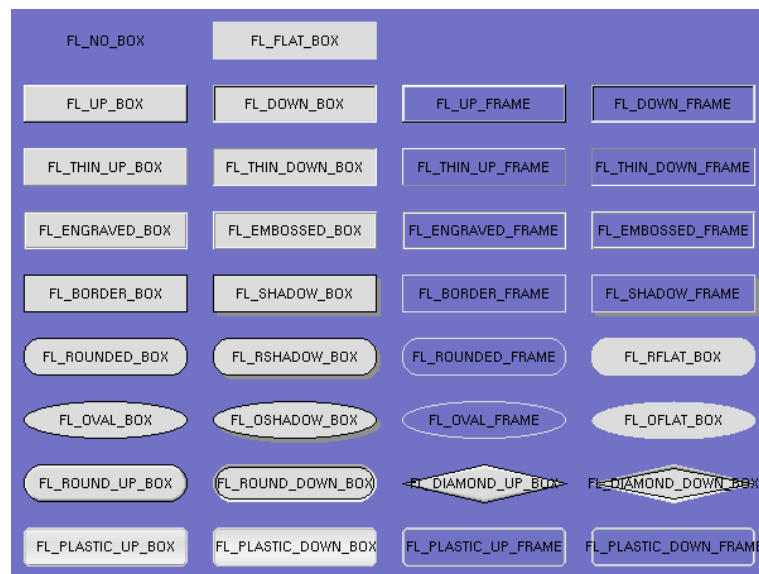 FL_NO_BOX FL_FLAT_BOX
FL_UP_BOX FL_DOWN_BOX FL_UP_FRAME FL_DOWN_FRAME
FL_THIN_UP_BOX FL_THIN_DOWN_BOX FL_THIN_UP_FRAME FL_THIN_DOWN_FRAME
FL_ENGRAVED_BOX FL_EMBOSSED_BOX FL_ENGRAVED_FRAME FL_EMBOSSED_FRAME
FL_BORDER_BOX FL_SHADOW_BOX FL_BORDER_FRAME FL_SHADOW_FRAME
FL_ROUNDED_BOX FL_RSHADOW_BOX FL_ROUNDED_FRAME FL_RFLAT_BOX
FL_OVAL_BOX FL_OSHADOW_BOX FL_OVAL_FRAME FL_OFLAT_BOX
FL_ROUND_UP_BOX FL_ROUND_DOWN_BOX FL_DIAMOND_UP_BOX FL_DIAMOND_DOWN_BOX
FL_PLASTIC_UP_BOX FL_PLASTIC_DOWN_BOX FL_PLASTIC_UP_FRAME FL_PLASTIC_DOWN_FRAME